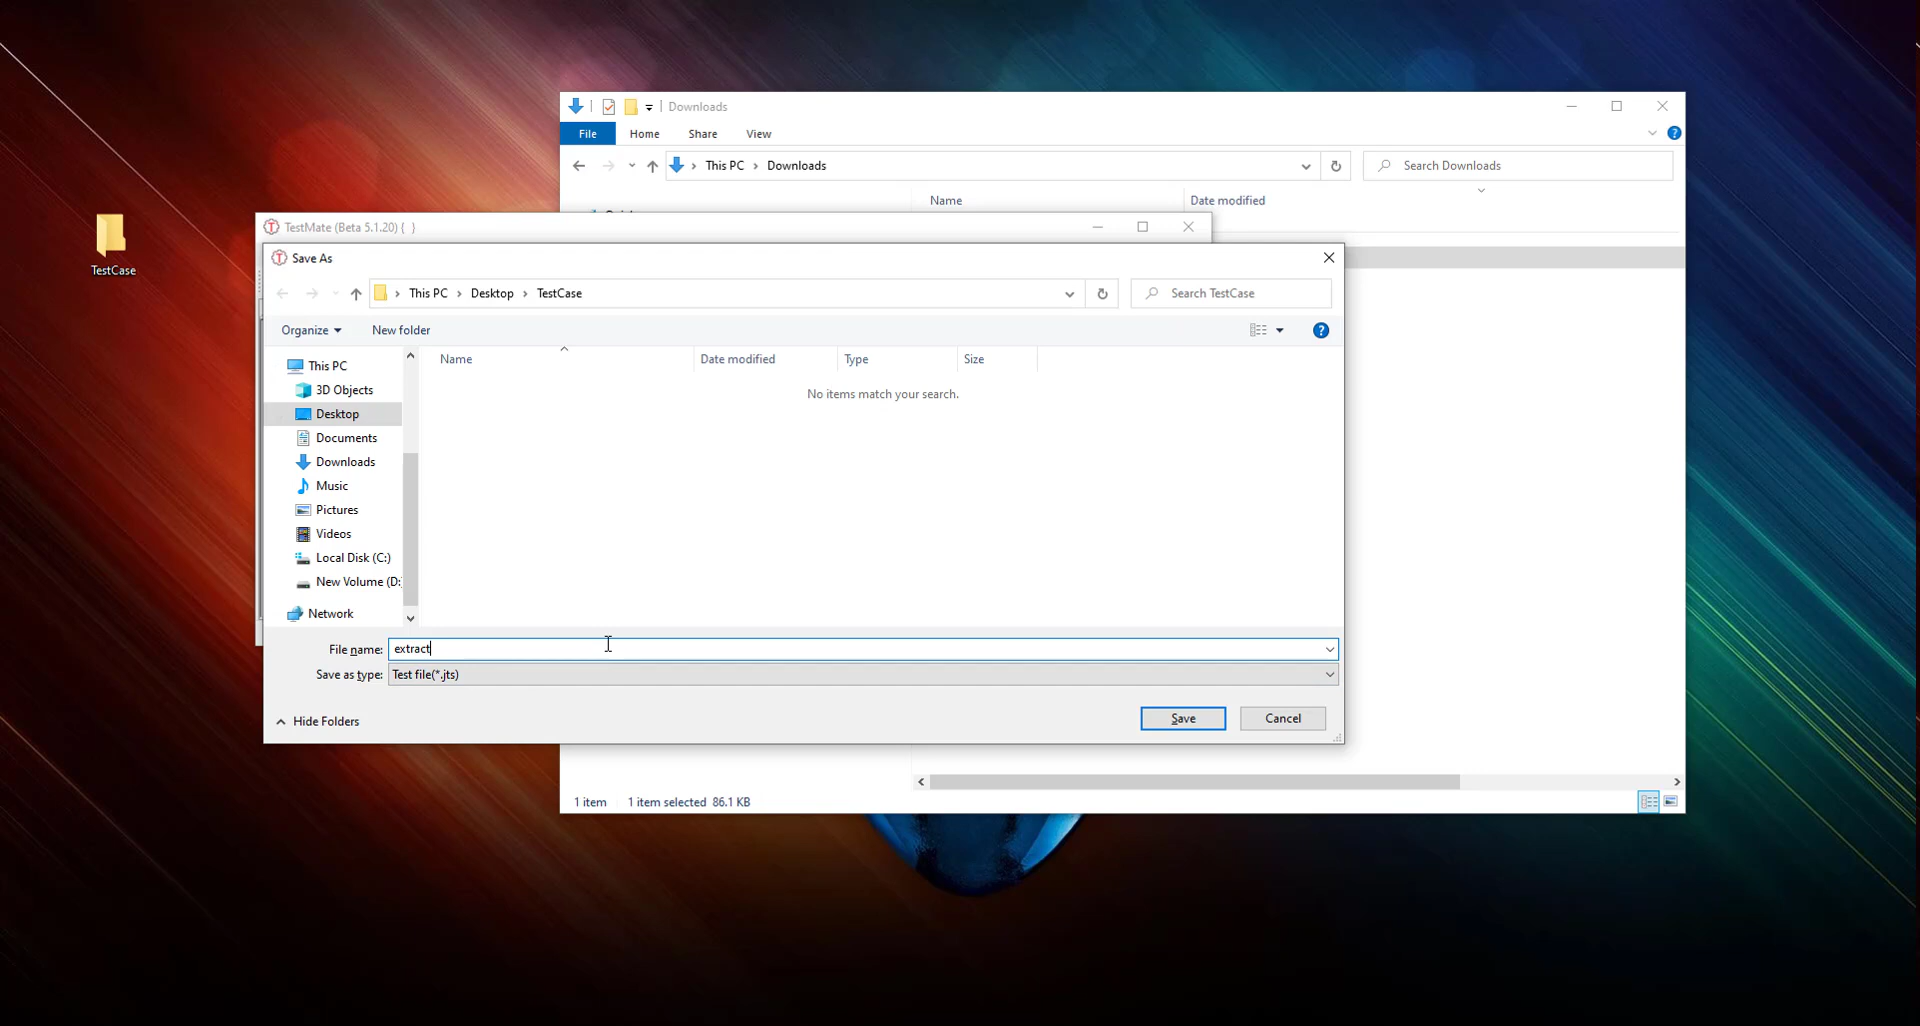 Downloads
File Home Share View
This PC Downloads Search Downloads
Name Date modified
TestMate (Beta 5.1.20) { }
TestCase
Save As
This PC Desktop TestCase Search TestCase
Organize New folder
Name Date modified Type Size
No items match your search.
This PC
3D Objects
Desktop
Documents
Downloads
Music
Pictures
Videos
Local Disk (C:)
New Volume (D:
Network
File name: extract
Save as type: Test file(*.jts)
Hide Folders Save Cancel
1 item 1 item selected 86.1 KB